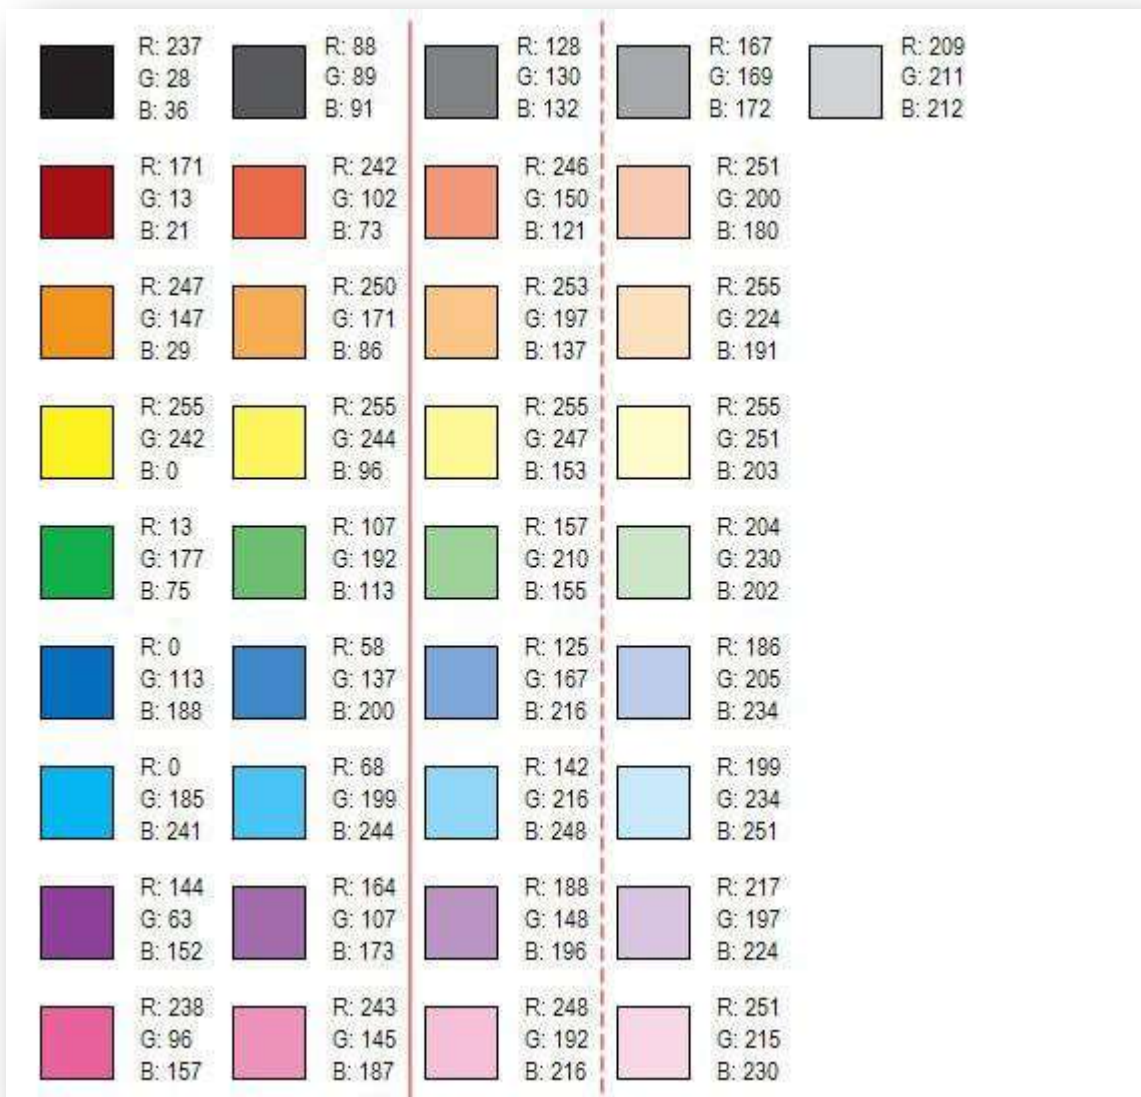 R: 237
G: 28
B: 36
R: 88
G: 89
B: 91
R: 128
G: 130
B: 132
R: 167
G: 169
B: 172
R: 209
G: 211
B: 212
R: 171
G: 13
B: 21
R: 242
G: 102
B: 73
R: 246
G: 150
B: 121
R: 251
G: 200
B: 180
R: 247
G: 147
B: 29
R: 250
G: 171
B: 86
R: 253
G: 197
B: 137
R: 255
G: 224
B: 191
R: 255
G: 242
B: 0
R: 255
G: 244
B: 96
R: 255
G: 247
B: 153
R: 255
G: 251
B: 203
R: 13
G: 177
B: 75
R: 107
G: 192
B: 113
R: 157
G: 210
B: 155
R: 204
G: 230
B: 202
R: 0
G: 113
B: 188
R: 58
G: 137
B: 200
R: 125
G: 167
B: 216
R: 186
G: 205
B: 234
R: 0
G: 185
B: 241
R: 68
G: 199
B: 244
R: 142
G: 216
B: 248
R: 199
G: 234
B: 251
R: 144
G: 63
B: 152
R: 164
G: 107
B: 173
R: 188
G: 148
B: 196
R: 217
G: 197
B: 224
R: 238
G: 96
B: 157
R: 243
G: 145
B: 187
R: 248
G: 192
B: 216
R: 251
G: 215
B: 230